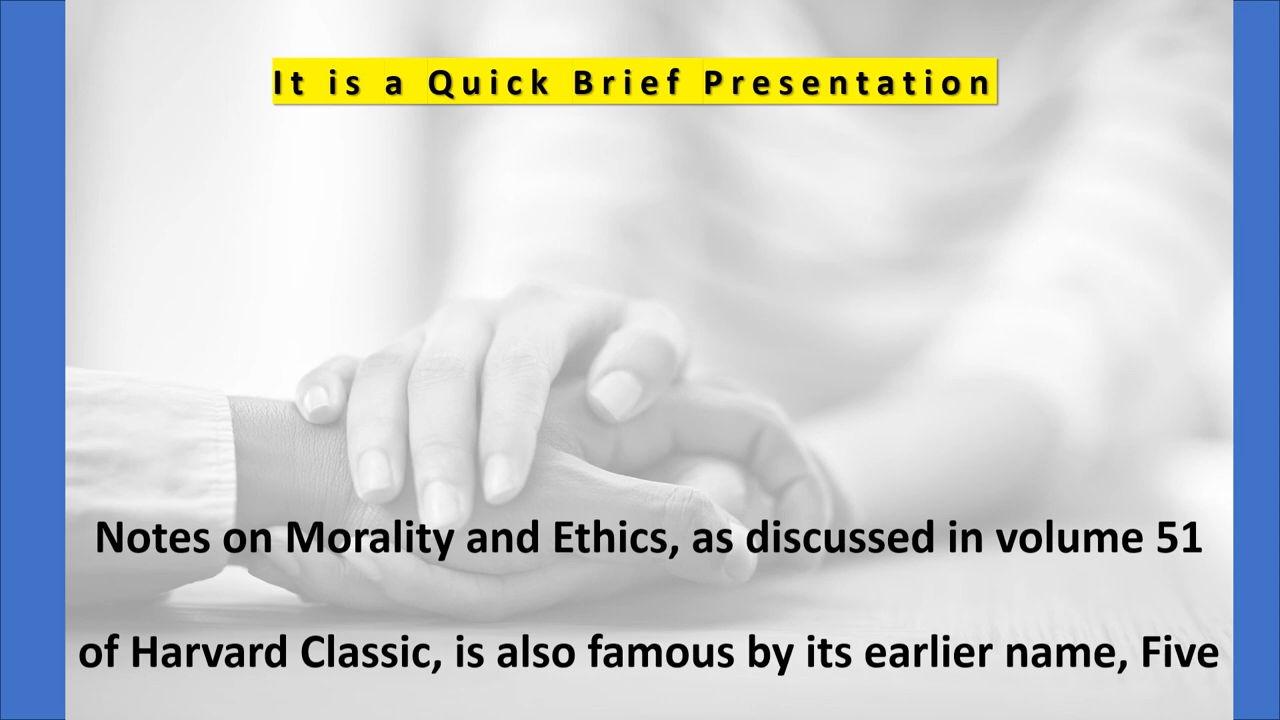 It is a Quick Brief Presentation
Notes on Morality and Ethics, as discussed in volume 51
of Harvard Classic, is also famous by its earlier name, Five